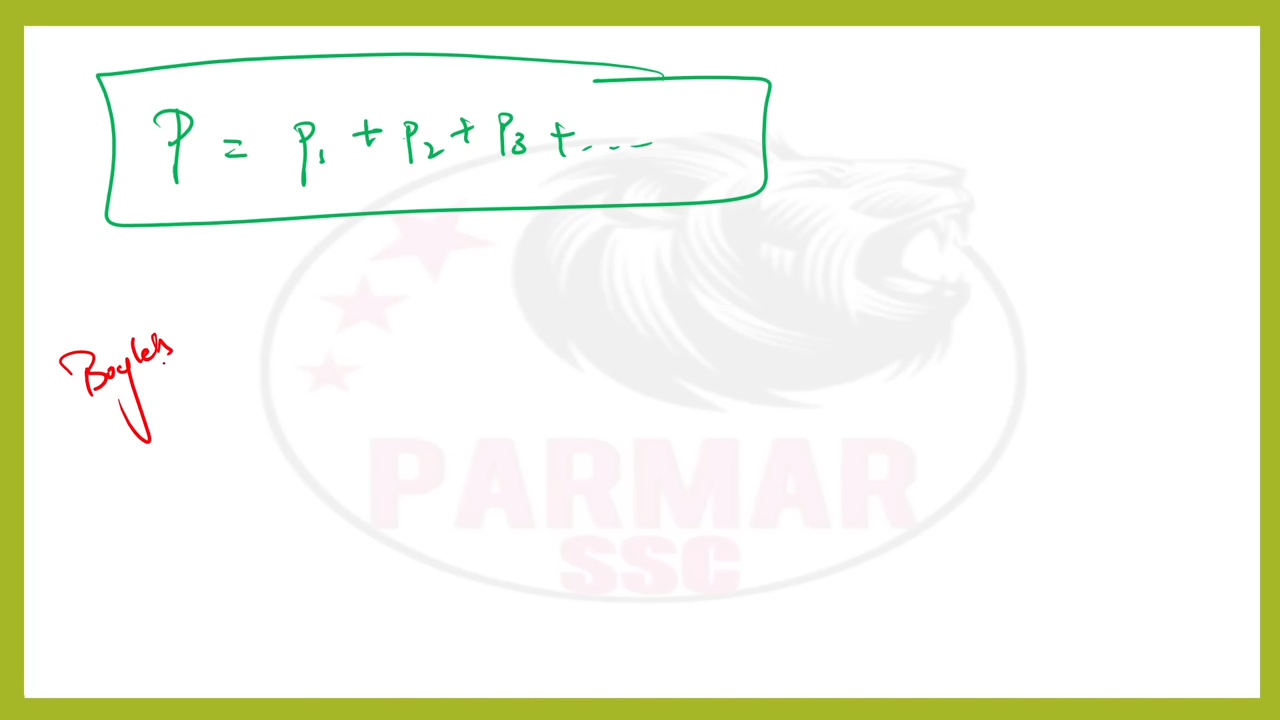 P = P₁ + P₂ + P₃ + ...
Boyle's
PARMAR
SSC